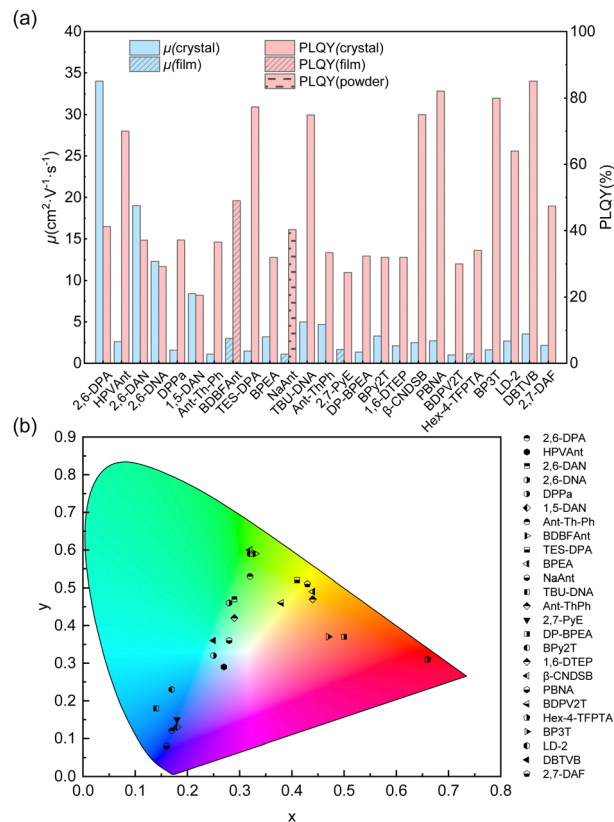 (a)
μ(crystal)
μ(film)
PLQY(crystal)
PLQY(film)
PLQY(powder)
40
35
30
25
20
15
10
5
0
μ(cm²·V⁻¹·s⁻¹)
100
80
60
40
20
0
PLQY(%)
2,6-DPA
HPVAnt
2,6-DAN
2,6-DNA
DPPa
1,5-DAN
Ant-Th-Ph
BDBFAnt
TES-DPA
BPEA
NaAnt
TBU-DNA
Ant-ThPh
2,7-PyE
DP-BPEA
BPy2T
1,6-DTEP
β-CNDSB
PBNA
BDPV2T
Hex-4-TFPTA
BP3T
LD-2
DBTVB
2,7-DAF
(b)
0.9
0.8
0.7
0.6
0.5
0.4
0.3
0.2
0.1
0.0
y
0.0 0.1 0.2 0.3 0.4 0.5 0.6 0.7 0.8
x
2,6-DPA
HPVAnt
2,6-DAN
2,6-DNA
DPPa
1,5-DAN
Ant-Th-Ph
BDBFAnt
TES-DPA
BPEA
NaAnt
TBU-DNA
Ant-ThPh
2,7-PyE
DP-BPEA
BPy2T
1,6-DTEP
β-CNDSB
PBNA
BDPV2T
Hex-4-TFPTA
BP3T
LD-2
DBTVB
2,7-DAF